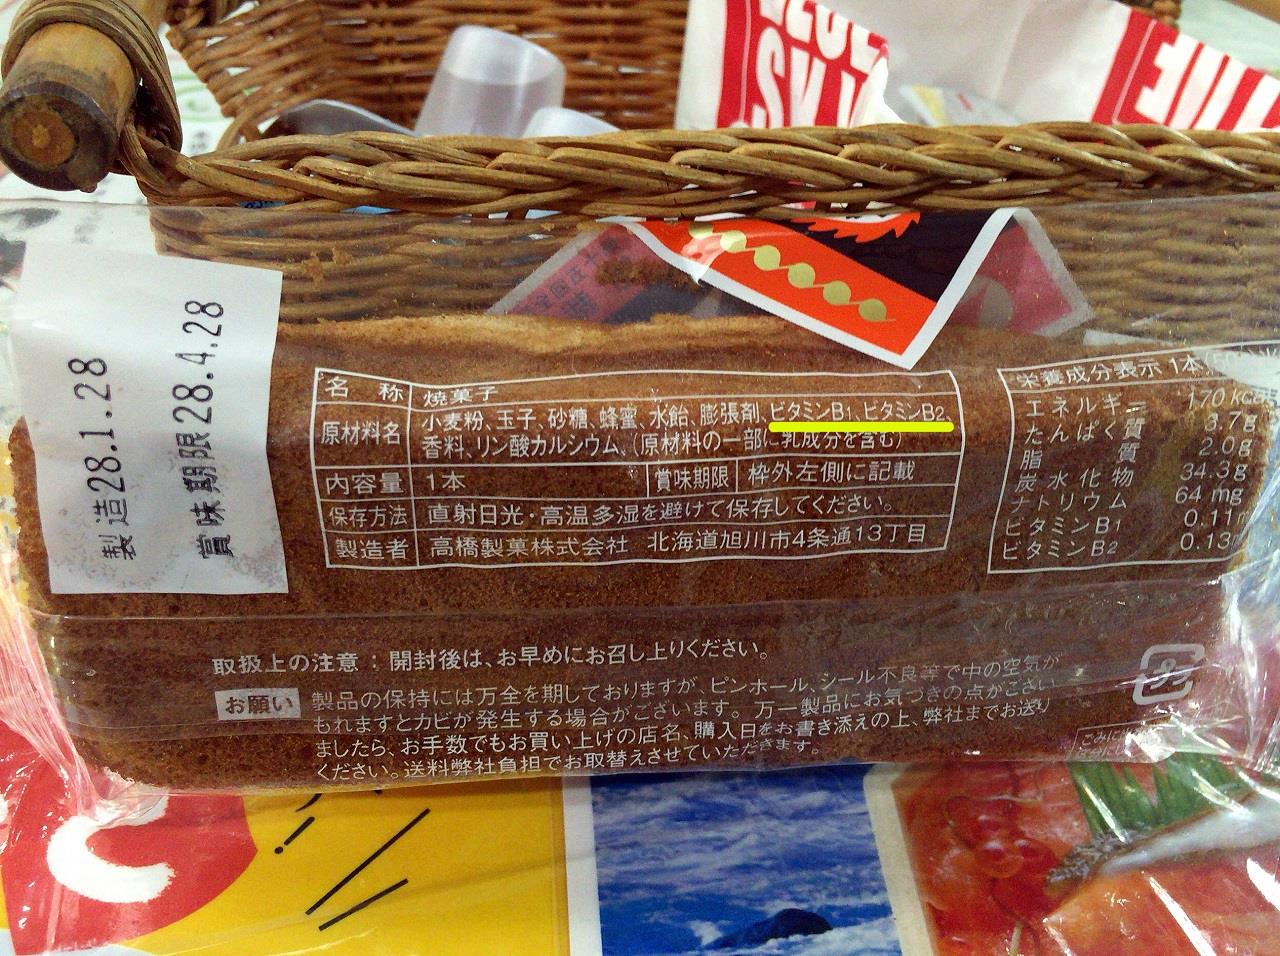 製造28.1.28
賞味期限28.4.28
名称 焼菓子
原材料名 小麦粉、玉子、砂糖、蜂蜜、水飴、膨張剤、ビタミンB1、ビタミンB2、
香料、リン酸カルシウム、(原材料の一部に乳成分を含む)
内容量 1本 賞味期限 枠外左側に記載
保存方法 直射日光・高温多湿を避けて保存してください。
製造者 高橋製菓株式会社 北海道旭川市4条通13丁目
栄養成分表示 1本
エネルギー 170 kcal
たんぱく質 3.7g
脂質 2.0g
炭水化物 34.3g
ナトリウム 64 mg
ビタミンB1 0.11
ビタミンB2 0.13
取扱上の注意：開封後は、お早めにお召し上りください。
お願い 製品の保持には万全を期しておりますが、ピンホール、シール不良等で中の空気が
もれますとカビが発生する場合がございます。万一製品にお気づきの点がござい
ましたら、お手数でもお買い上げの店名、購入日をお書き添えの上、弊社までお送り
ください。送料弊社負担でお取替えさせていただきます。
プラ